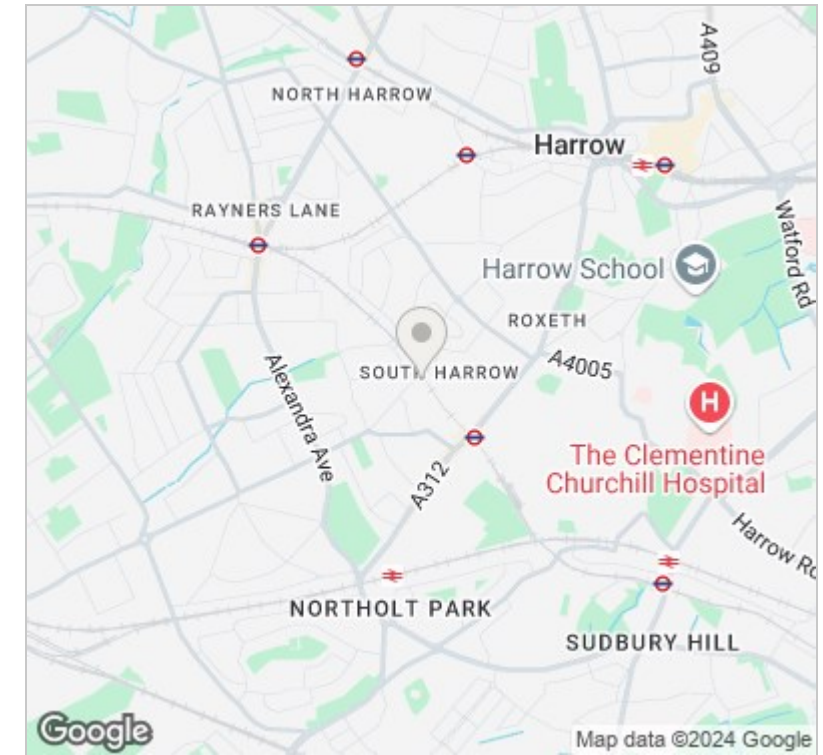 A409
NORTH HARROW
Harrow
RAYNERS LANE
Watford Rd
Harrow School
ROXETH
SOUTH HARROW
A4005
Alexandra Ave
H
The Clementine
Churchill Hospital
A312
Harrow
NORTHOLT PARK
SUDBURY HILL
Google
Map data ©2024 Google